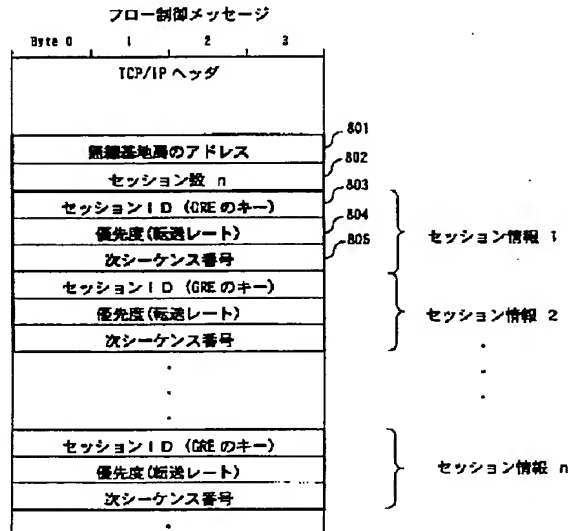 フロー制御メッセージ
Byte 0 1 2 3
TCP/IP ヘッダ
無線基地局のアドレス 801
セッション数 n 802
セッションID (GREのキー) 803
優先度(転送レート) 804
次シーケンス番号 805
セッション情報 1
セッションID (GREのキー)
優先度(転送レート)
次シーケンス番号
セッション情報 2
セッションID (GREのキー)
優先度(転送レート)
次シーケンス番号
セッション情報 n